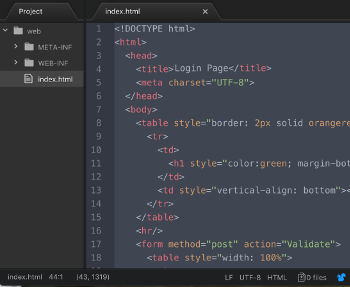 Project
index.html
web
META-INF
WEB-INF
index.html
1 <!DOCTYPE html>
2 <html>
3 <head>
4 <title>Login Page</title>
5 <meta charset="UTF-8">
6 </head>
7 <body>
8 <table style="border: 2px solid orangere
9 <tr>
10 <td>
11 <h1 style="color:green; margin-bot
12 </td>
13 <td style="vertical-align: bottom"><
14 </tr>
15 </table>
16 <hr/>
17 <form method="post" action="Validate">
18 <table style="width: 100%">
index.html 44:1 (43, 1319) LF UTF-8 HTML 0 files